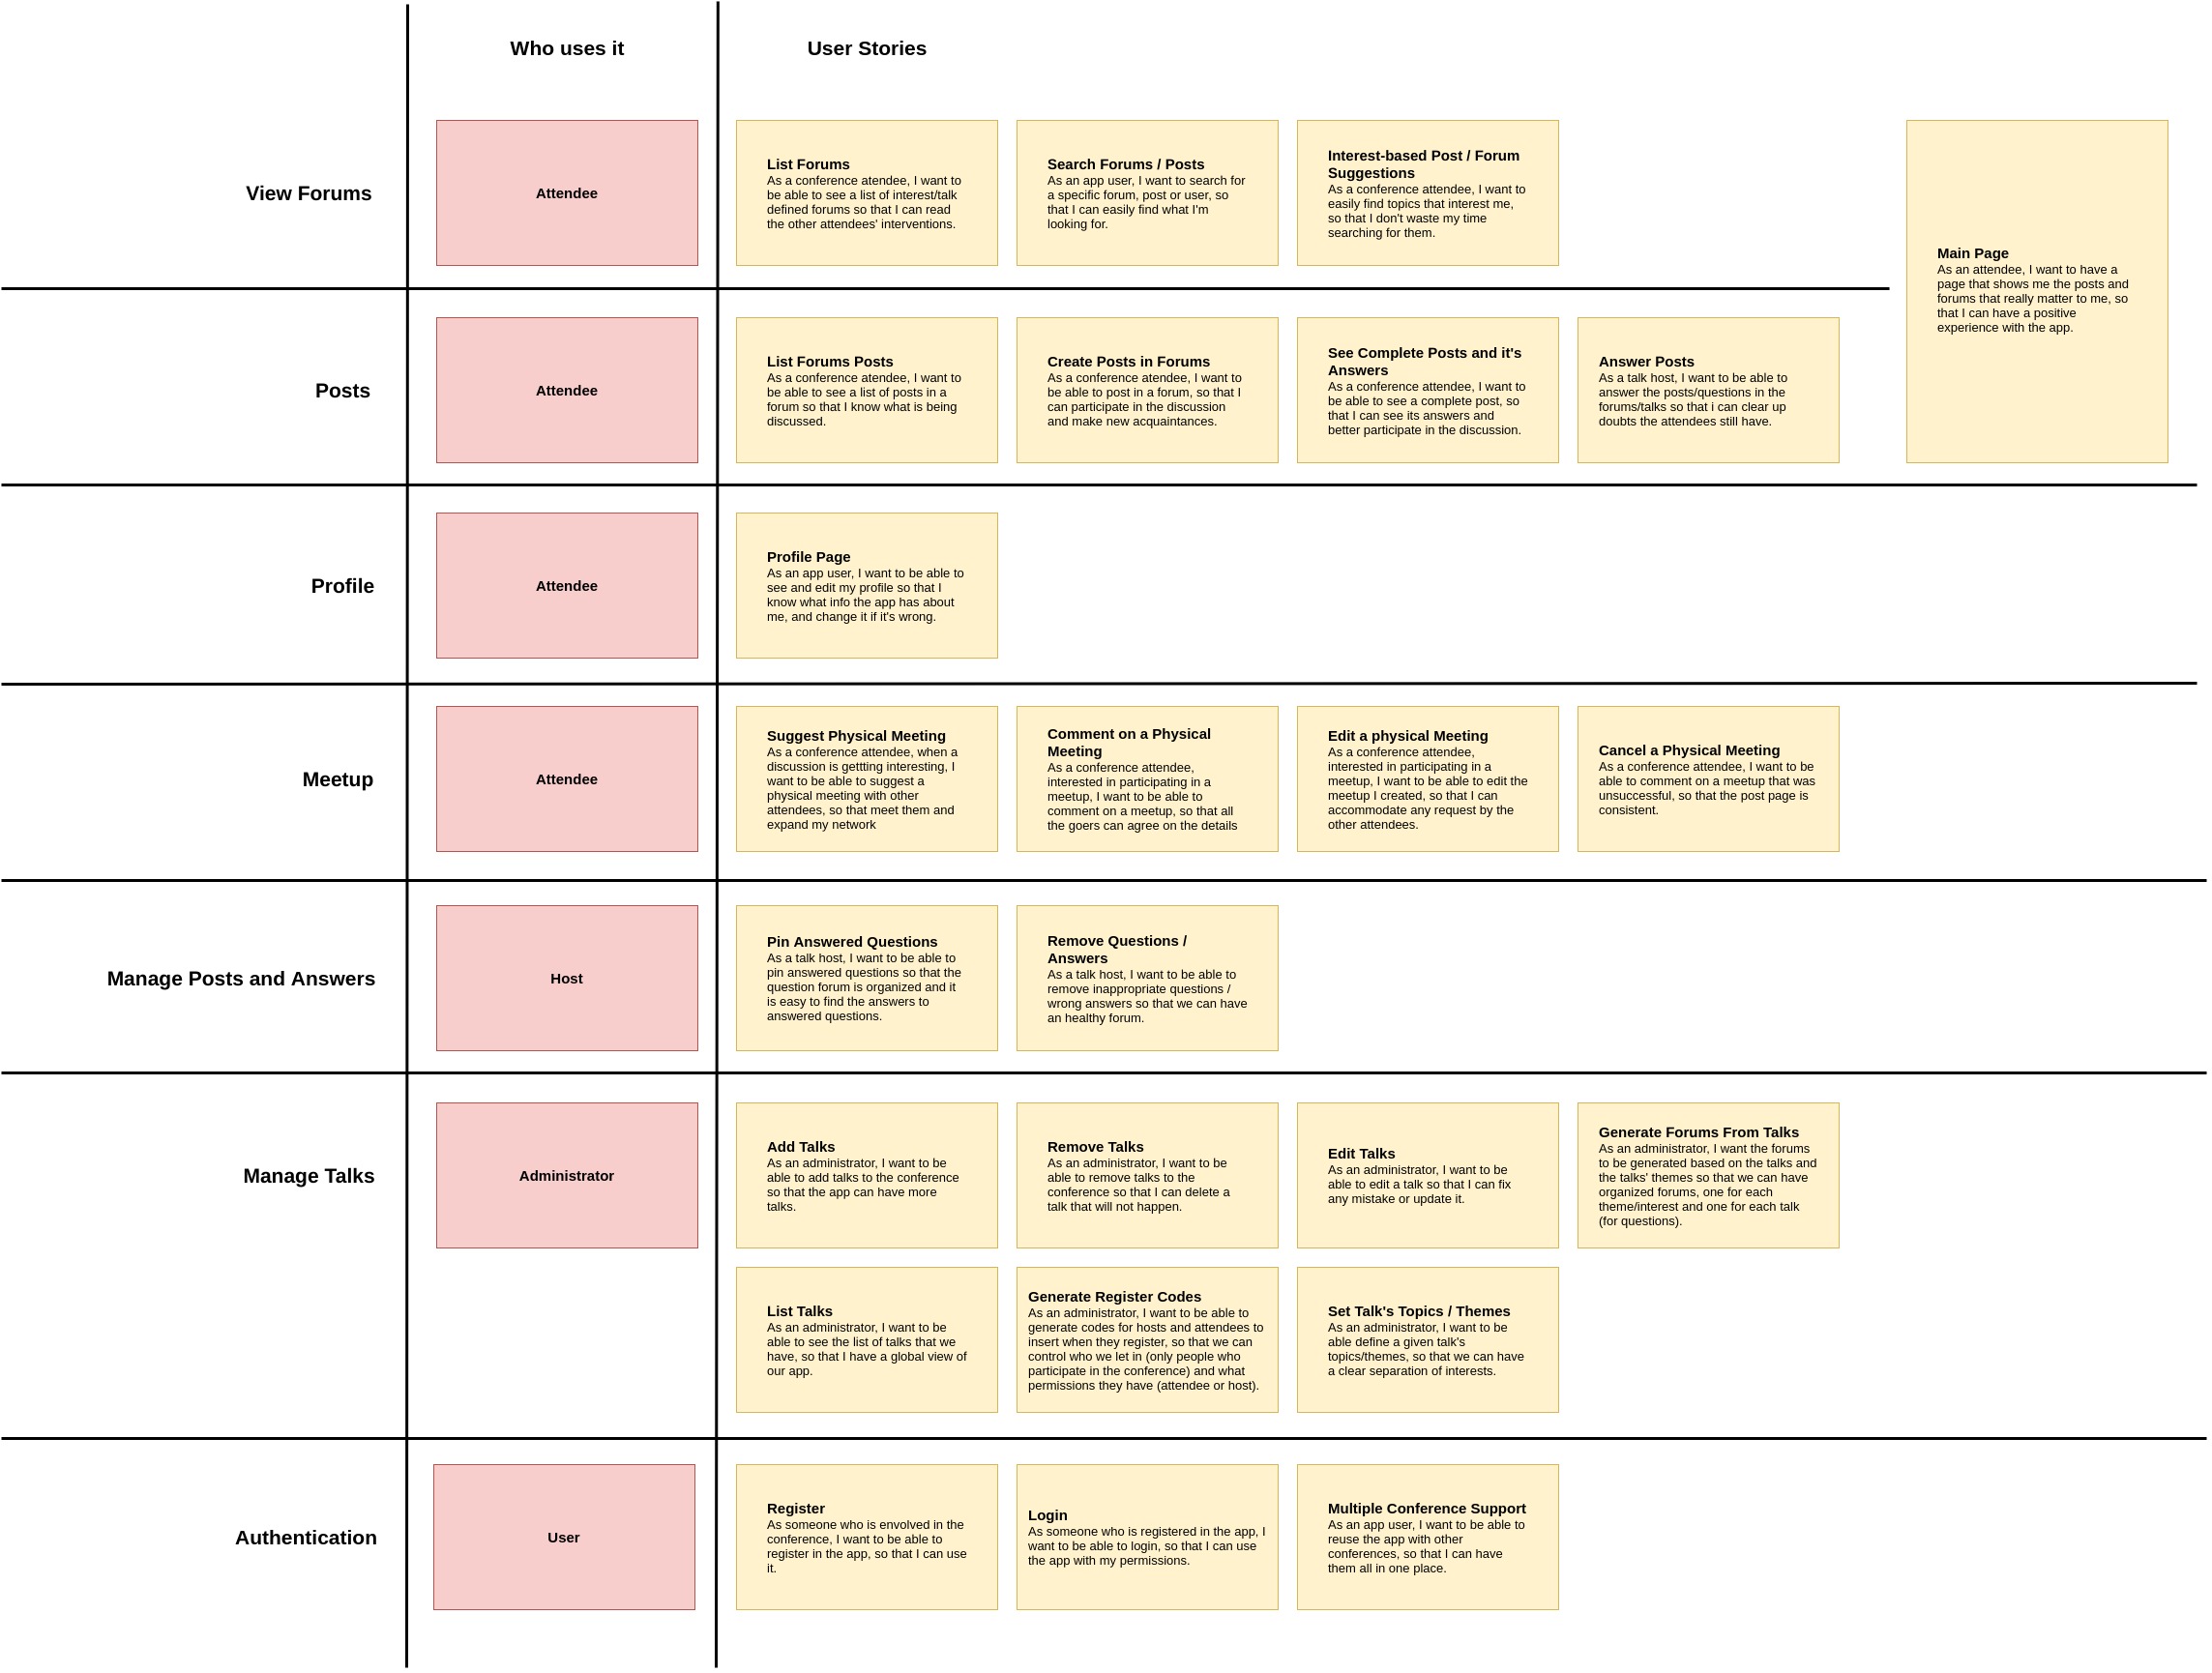 Who uses it
User Stories
View Forums
Attendee
List Forums
As a conference atendee, I want to
be able to see a list of interest/talk
defined forums so that I can read
the other attendees' interventions.
Search Forums / Posts
As an app user, I want to search for
a specific forum, post or user, so
that I can easily find what I'm
looking for.
Interest-based Post / Forum
Suggestions
As a conference attendee, I want to
easily find topics that interest me,
so that I don't waste my time
searching for them.
Main Page
As an attendee, I want to have a
page that shows me the posts and
forums that really matter to me, so
that I can have a positive
experience with the app.
Posts
Attendee
List Forums Posts
As a conference atendee, I want to
be able to see a list of posts in a
forum so that I know what is being
discussed.
Create Posts in Forums
As a conference atendee, I want to
be able to post in a forum, so that I
can participate in the discussion
and make new acquaintances.
See Complete Posts and it's
Answers
As a conference attendee, I want to
be able to see a complete post, so
that I can see its answers and
better participate in the discussion.
Answer Posts
As a talk host, I want to be able to
answer the posts/questions in the
forums/talks so that i can clear up
doubts the attendees still have.
Profile
Attendee
Profile Page
As an app user, I want to be able to
see and edit my profile so that I
know what info the app has about
me, and change it if it's wrong.
Meetup
Attendee
Suggest Physical Meeting
As a conference attendee, when a
discussion is gettting interesting, I
want to be able to suggest a
physical meeting with other
attendees, so that meet them and
expand my network
Comment on a Physical
Meeting
As a conference attendee,
interested in participating in a
meetup, I want to be able to
comment on a meetup, so that all
the goers can agree on the details
Edit a physical Meeting
As a conference attendee,
interested in participating in a
meetup, I want to be able to edit the
meetup I created, so that I can
accommodate any request by the
other attendees.
Cancel a Physical Meeting
As a conference attendee, I want to be
able to comment on a meetup that was
unsuccessful, so that the post page is
consistent.
Manage Posts and Answers
Host
Pin Answered Questions
As a talk host, I want to be able to
pin answered questions so that the
question forum is organized and it
is easy to find the answers to
answered questions.
Remove Questions /
Answers
As a talk host, I want to be able to
remove inappropriate questions /
wrong answers so that we can have
an healthy forum.
Manage Talks
Administrator
Add Talks
As an administrator, I want to be
able to add talks to the conference
so that the app can have more
talks.
Remove Talks
As an administrator, I want to be
able to remove talks to the
conference so that I can delete a
talk that will not happen.
Edit Talks
As an administrator, I want to be
able to edit a talk so that I can fix
any mistake or update it.
Generate Forums From Talks
As an administrator, I want the forums
to be generated based on the talks and
the talks' themes so that we can have
organized forums, one for each
theme/interest and one for each talk
(for questions).
List Talks
As an administrator, I want to be
able to see the list of talks that we
have, so that I have a global view of
our app.
Generate Register Codes
As an administrator, I want to be able to
generate codes for hosts and attendees to
insert when they register, so that we can
control who we let in (only people who
participate in the conference) and what
permissions they have (attendee or host).
Set Talk's Topics / Themes
As an administrator, I want to be
able define a given talk's
topics/themes, so that we can have
a clear separation of interests.
Authentication
User
Register
As someone who is envolved in the
conference, I want to be able to
register in the app, so that I can use
it.
Login
As someone who is registered in the app, I
want to be able to login, so that I can use
the app with my permissions.
Multiple Conference Support
As an app user, I want to be able to
reuse the app with other
conferences, so that I can have
them all in one place.